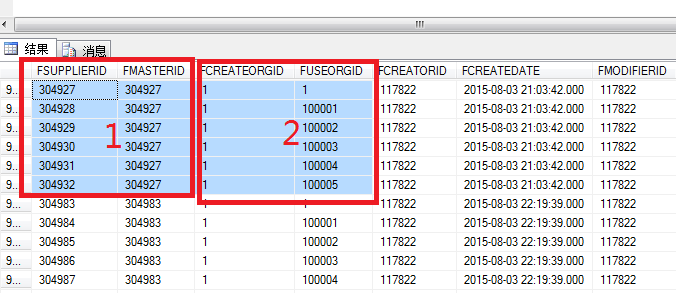 结果 消息
FSUPPLIERID FMASTERID FCREATEORGID FUSEORGID FCREATORID FCREATEDATE FMODIFIERID
9... 304927 304927 1 1 117822 2015-08-03 21:03:42.000 117822
9... 304928 304927 1 100001 117822 2015-08-03 21:03:42.000 117822
9... 304929 304927 1 100002 117822 2015-08-03 21:03:42.000 117822
9... 304930 304927 1 100003 117822 2015-08-03 21:03:42.000 117822
9... 304931 304927 1 100004 117822 2015-08-03 21:03:42.000 117822
9... 304932 304927 1 100005 117822 2015-08-03 21:03:42.000 117822
1 2
9... 304983 304983 1 1 117822 2015-08-03 22:19:39.000 117822
9... 304984 304983 1 100001 117822 2015-08-03 22:19:39.000 117822
9... 304985 304983 1 100002 117822 2015-08-03 22:19:39.000 117822
9... 304986 304983 1 100003 117822 2015-08-03 22:19:39.000 117822
9... 304987 304983 1 100004 117822 2015-08-03 22:19:39.000 117822